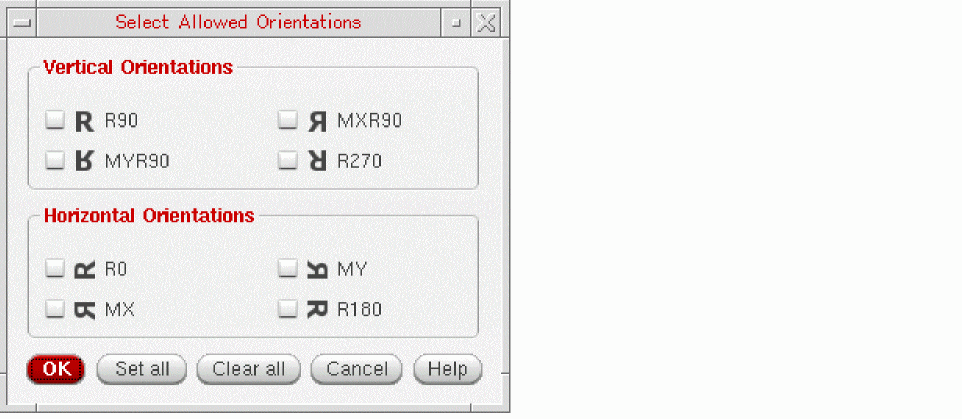 Select Allowed Orientations
Vertical Orientations
R R90 R MXR90
R MYR90 R R270
Horizontal Orientations
R R0 R MY
R MX R R180
OK Set all Clear all Cancel Help